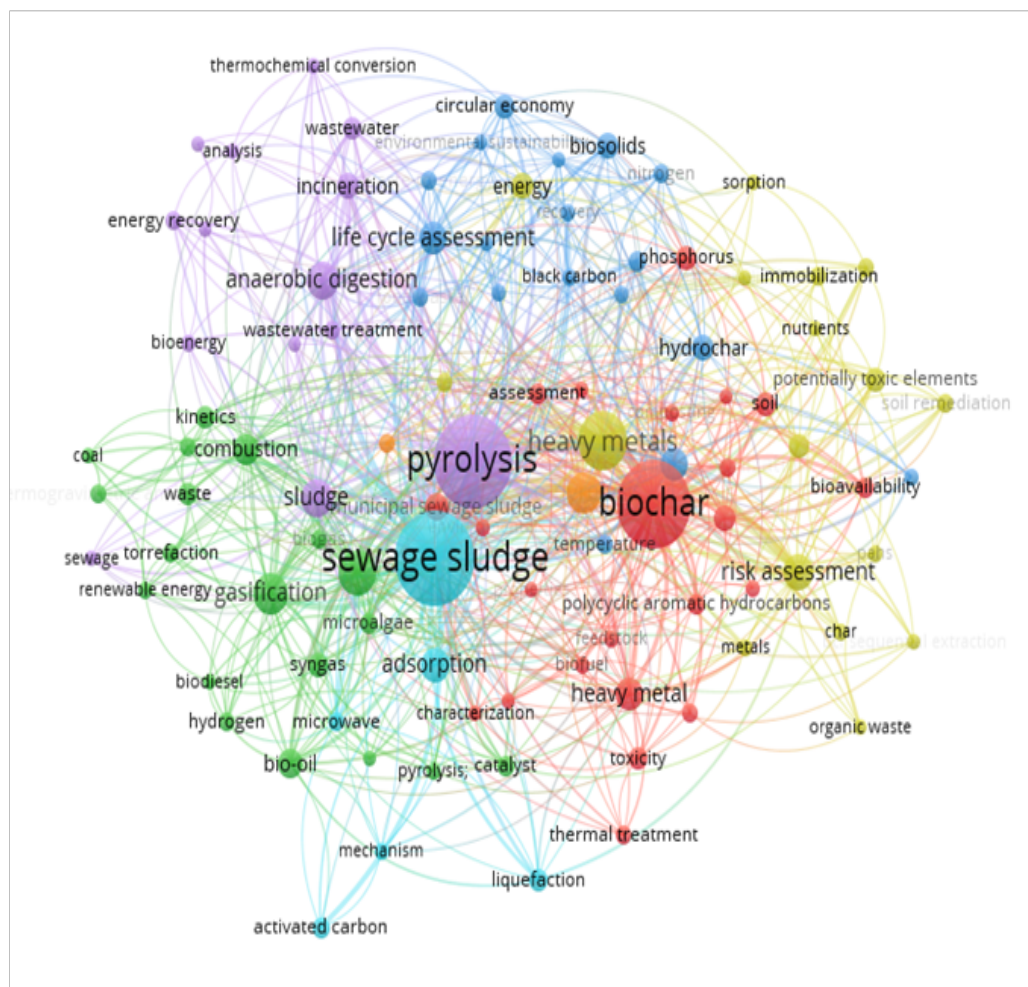 thermochemical conversion
circular economy
wastewater
environmental sustainability
biosolids
analysis
nitrogen
incineration
energy
sorption
energy recovery
recovery
life cycle assessment
phosphorus
anaerobic digestion
black carbon
immobilization
wastewater treatment
nutrients
bioenergy
hydrochar
potentially toxic elements
assessment
soil
soil remediation
kinetics
heavy metals
combustion
coal
pyrolysis
bioavailability
waste
sludge
municipal sewage sludge
biochar
biogas
temperature
torrefaction
sewage
sewage sludge
pahs
risk assessment
renewable energy
gasification
polycyclic aromatic hydrocarbons
microalgae
char
feedstock
metals
sequential extraction
syngas
adsorption
biofuel
biodiesel
heavy metal
hydrogen
microwave
characterization
organic waste
bio-oil
pyrolysis;
catalyst
toxicity
thermal treatment
mechanism
liquefaction
activated carbon